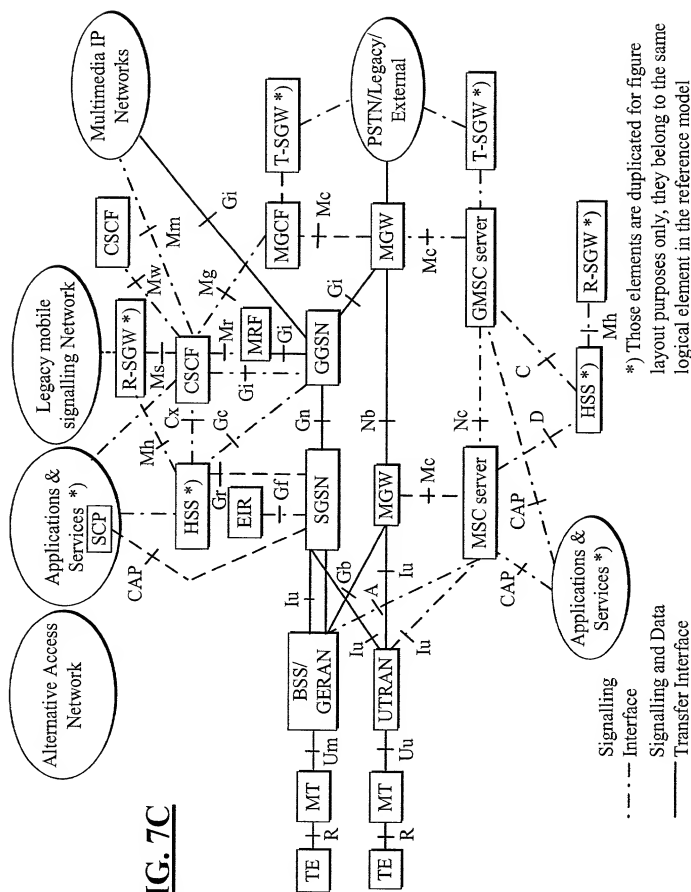 Alternative Access
Network
Applications &
Services *)
SCP
Legacy mobile
signalling Network
Multimedia IP
Networks
CAP
Mh
R-SGW *)
Ms
Mw
CSCF
Mm
Gi
HSS *)
Cx
CSCF
Mg
Gr
Gc
Gi
Mr
MRF
Gi
MGCF
T-SGW *)
EIR
Gf
Mc
BSS/
GERAN
Iu
SGSN
Gn
GGSN
Gi
PSTN/Legacy/
External
TE
R
MT
Um
Gb
A
Iu
Iu
Iu
TE
R
MT
Uu
UTRAN
MGW
Nb
MGW
Mc
Mc
MSC server
Nc
GMSC server
T-SGW *)
CAP
CAP
D
C
Applications &
Services *)
HSS *)
Mh
R-SGW *)
Signalling
Interface
Signalling and Data
Transfer Interface
*) Those elements are duplicated for figure
layout purposes only, they belong to the same
logical element in the reference model
IG. 7C